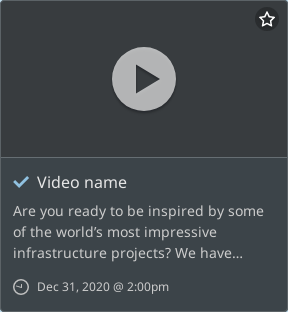 Video name
Are you ready to be inspired by some
of the world's most impressive
infrastructure projects? We have...
Dec 31, 2020 @ 2:00pm